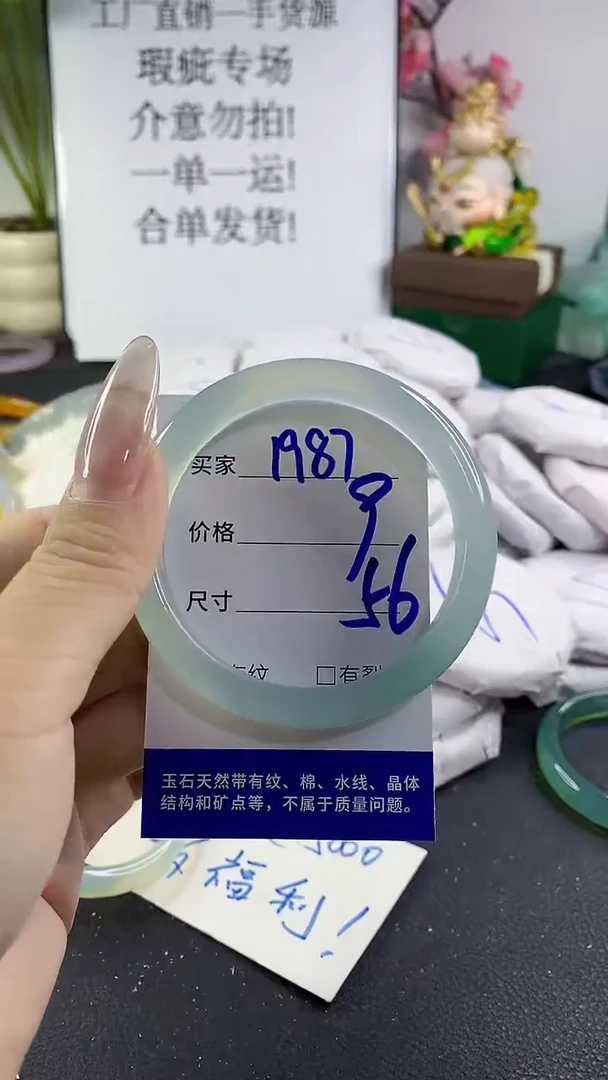 工厂直销一手货源
瑕疵专场
介意勿拍!
一单一运!
合单发货!
买家 1987
价格 9
尺寸 56
纹 □有裂
玉石天然带有纹、棉、水线、晶体
结构和矿点等，不属于质量问题。
5000
福利!